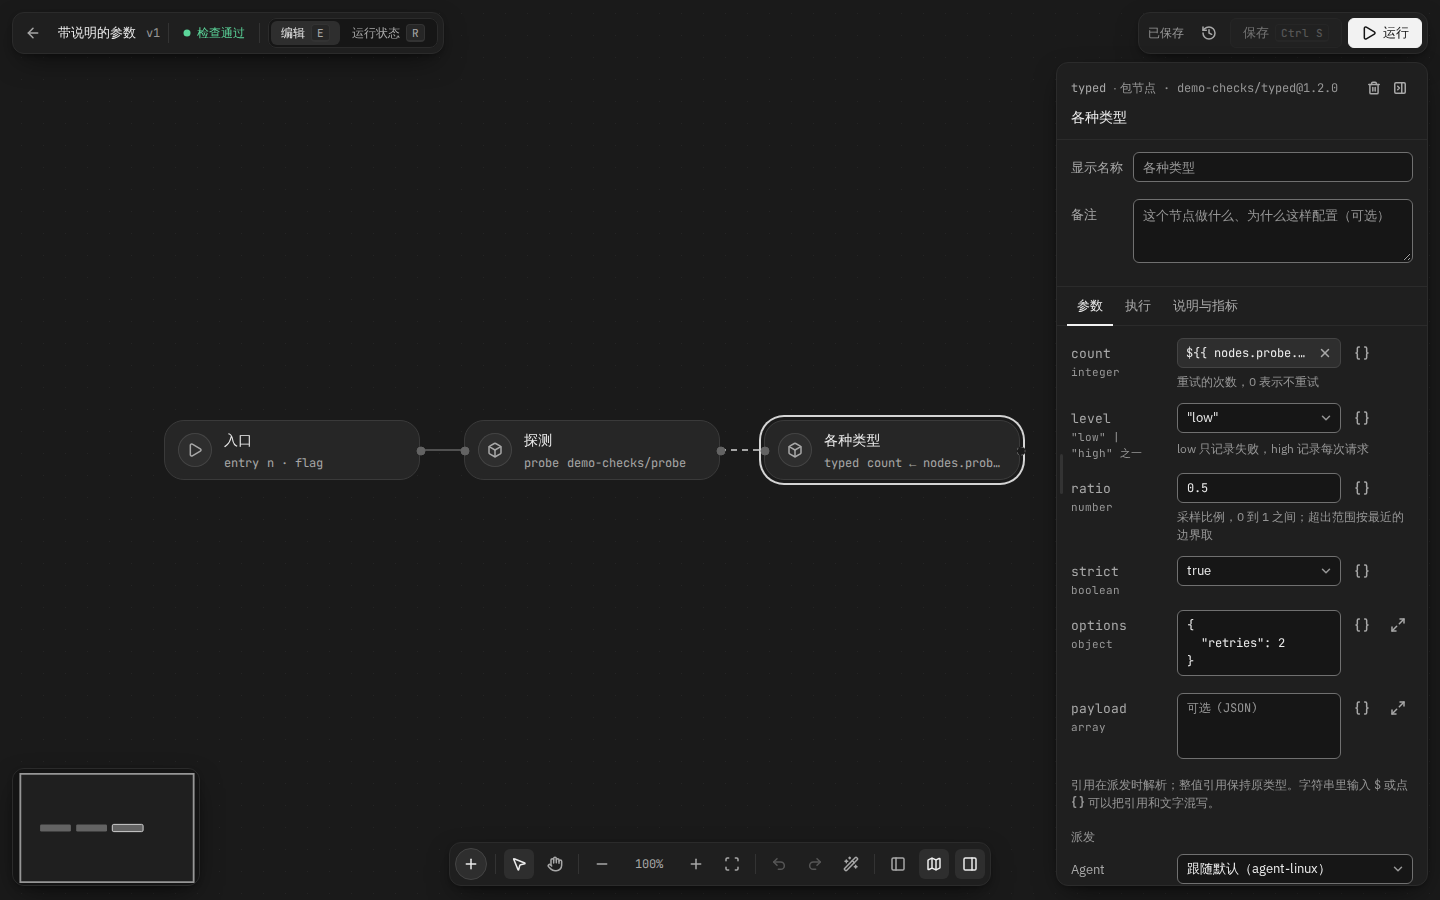 带说明的参数 v1
检查通过
编辑 E
运行状态 R
已保存
保存 Ctrl S
运行
typed · 包节点 · demo-checks/typed@1.2.0
各种类型
显示名称 各种类型
备注 这个节点做什么、为什么这样配置（可选）
参数 执行 说明与指标
count ${{ nodes.probe.…
integer
重试的次数，0 表示不重试
level "low"
"low" |
"high" 之一
low 只记录失败，high 记录每次请求
ratio 0.5
number
采样比例，0 到 1 之间；超出范围按最近的
边界取
strict true
boolean
options
object
{
"retries": 2
}
payload 可选 (JSON)
array
引用在派发时解析；整值引用保持原类型。字符串里输入 $ 或点
{} 可以把引用和文字混写。
派发
Agent 跟随默认（agent-linux）
入口
entry n · flag
探测
probe demo-checks/probe
各种类型
typed count ← nodes.prob…
100%